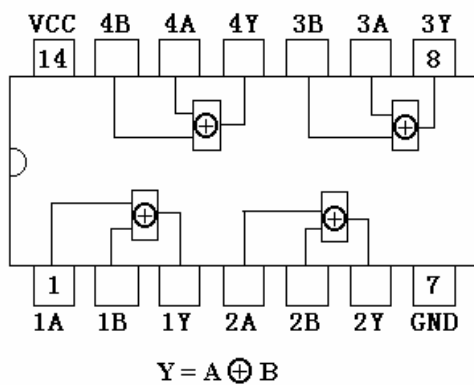 VCC 4B 4A 4Y 3B 3A 3Y
14 8
1 7
1A 1B 1Y 2A 2B 2Y GND
Y = A ⊕ B